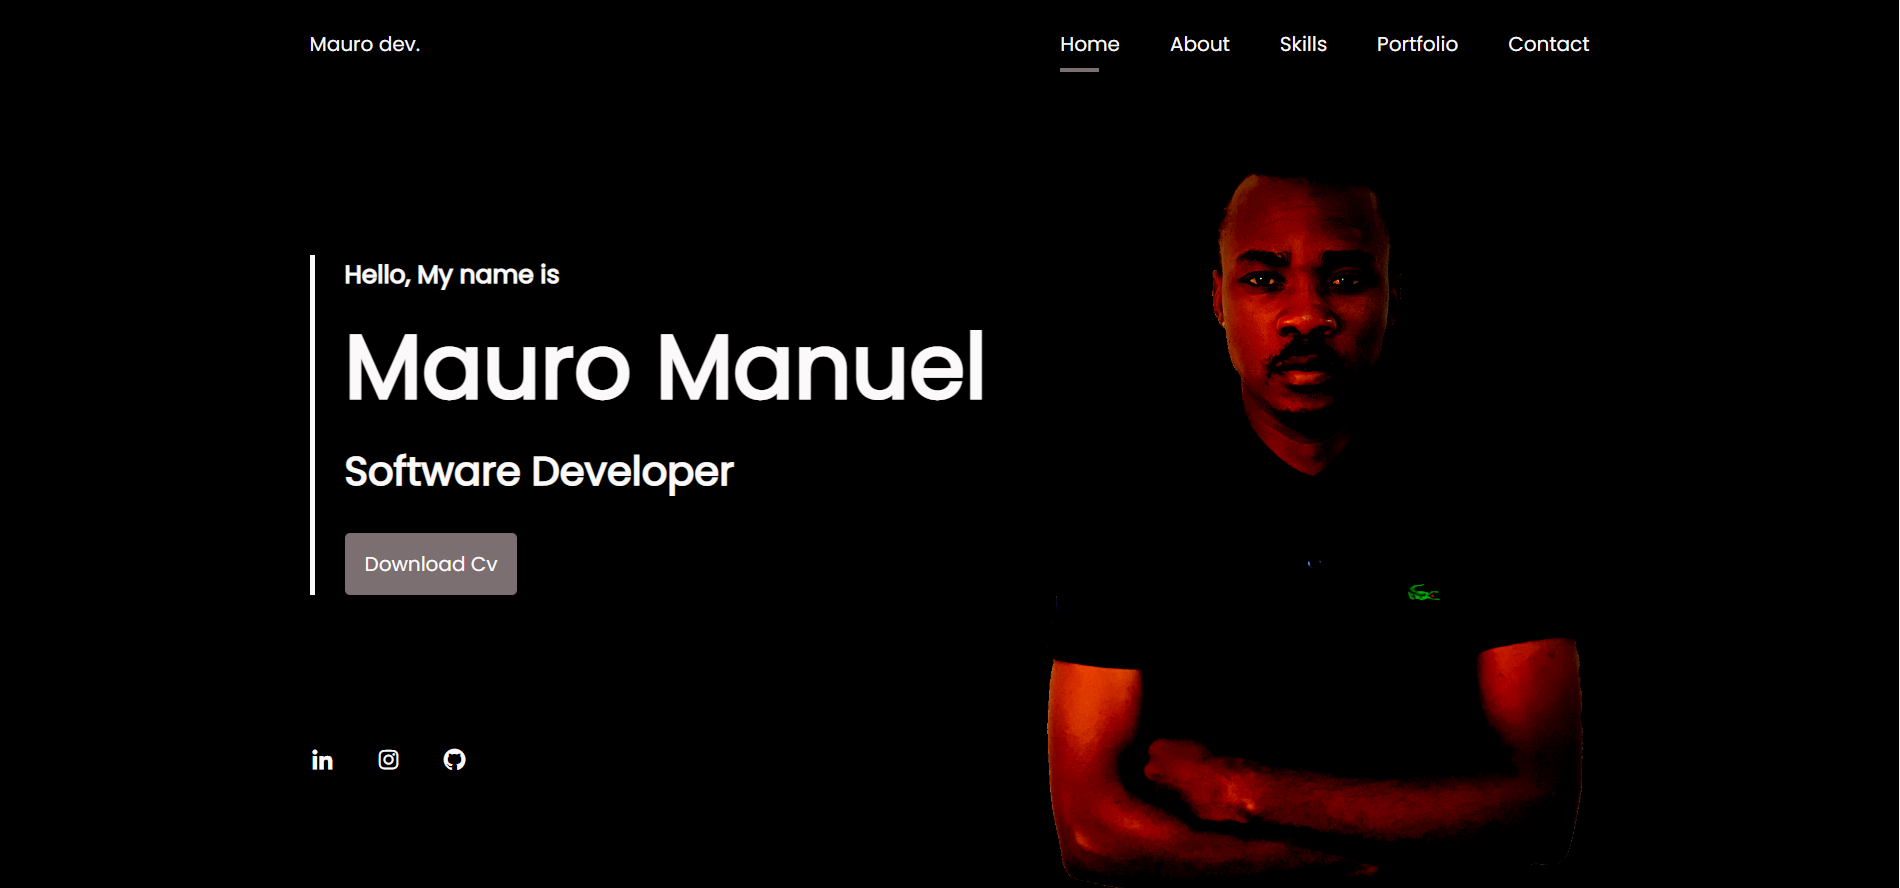 Mauro dev.
Home About Skills Portfolio Contact
Hello, My name is
Mauro Manuel
Software Developer
Download Cv